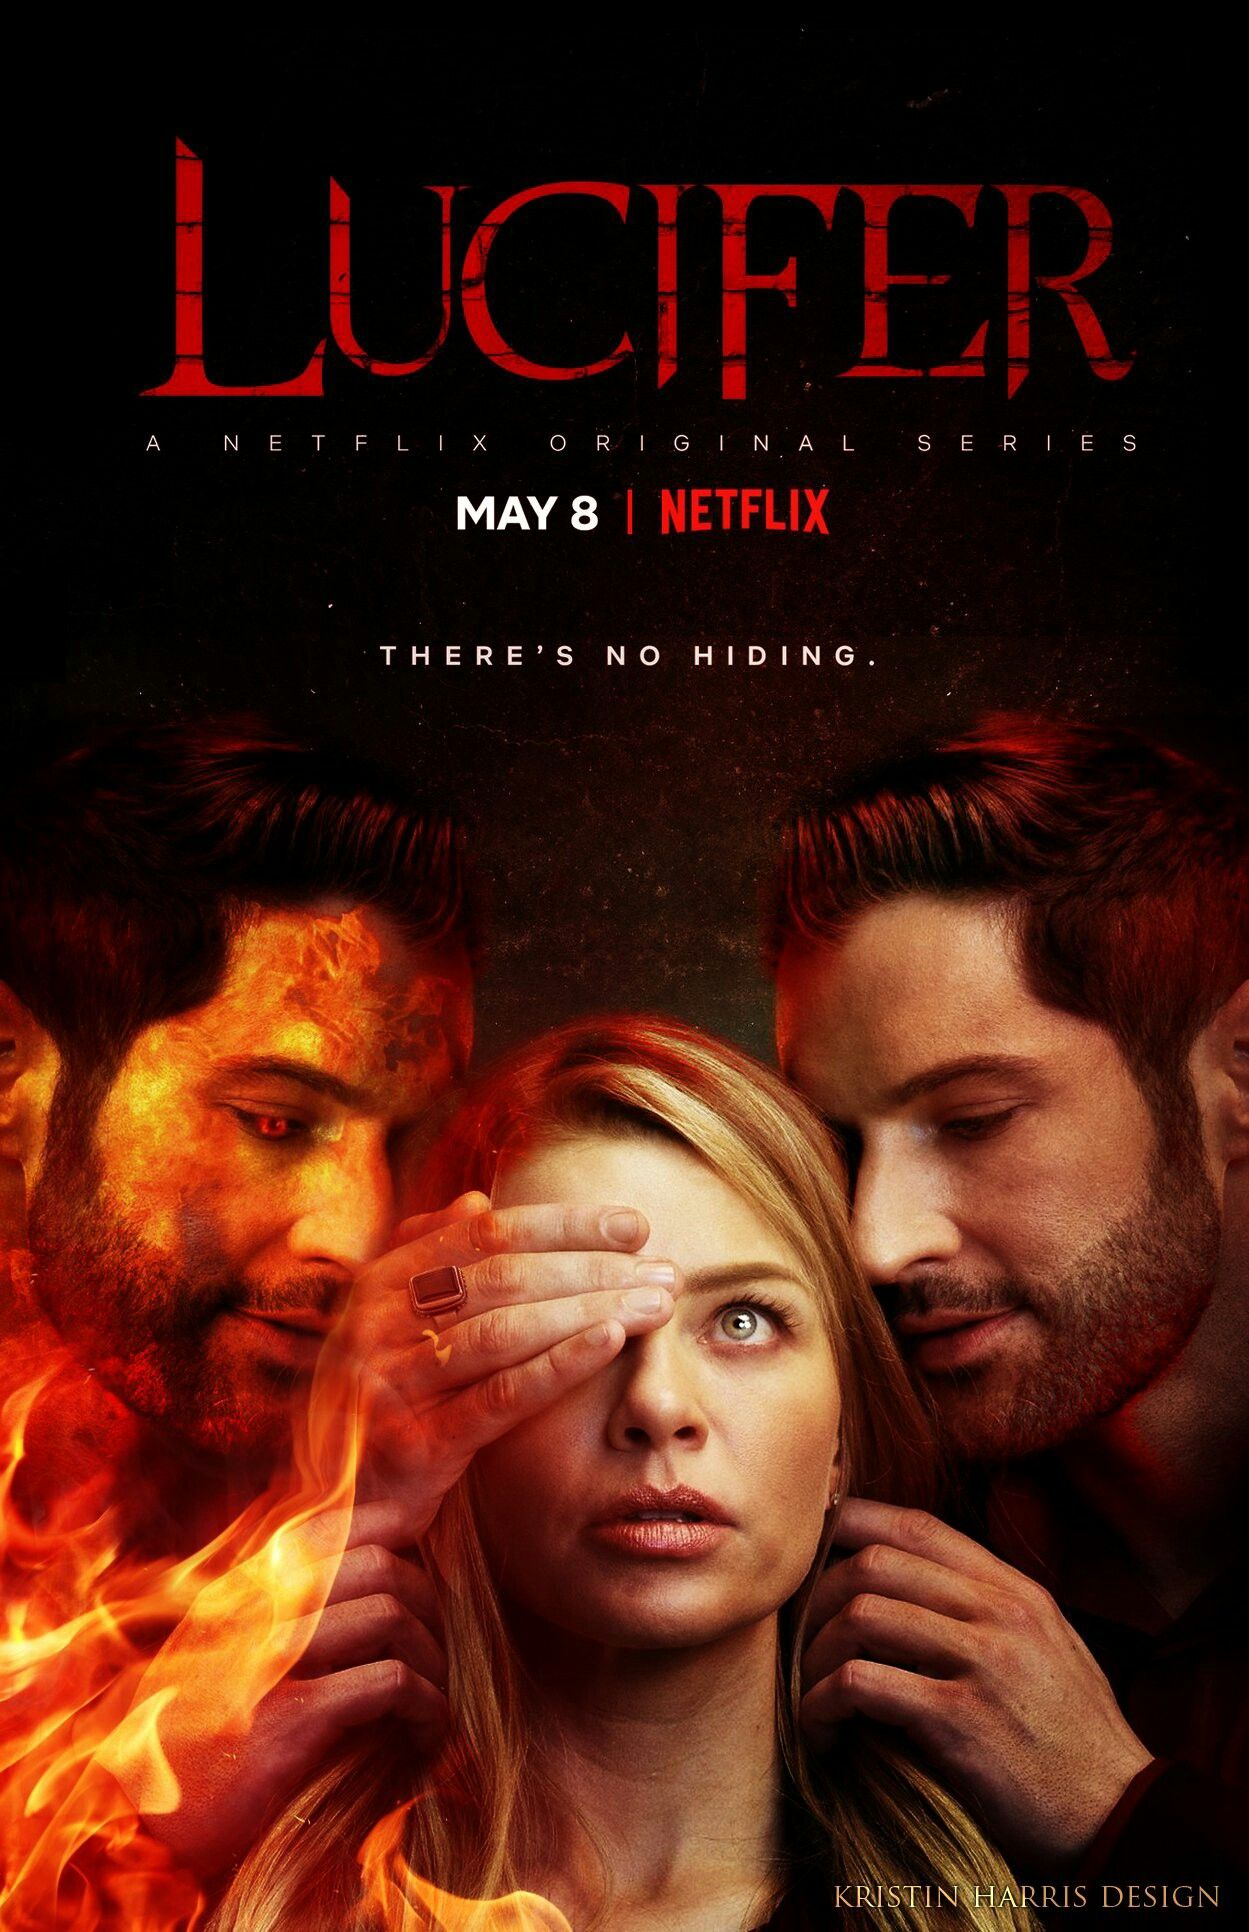 LUCIFER
A NETFLIX ORIGINAL SERIES
MAY 8 | NETFLIX
THERE'S NO HIDING.
KRISTIN HARRIS DESIGN